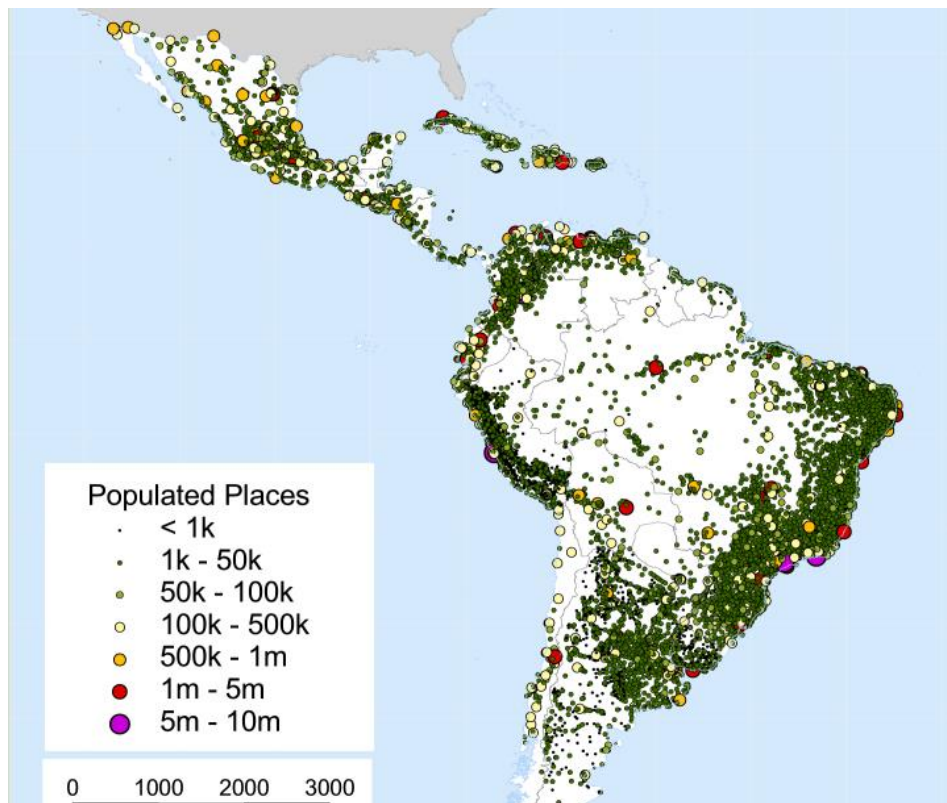 Populated Places
< 1k
1k - 50k
50k - 100k
100k - 500k
500k - 1m
1m - 5m
5m - 10m
0 1000 2000 3000